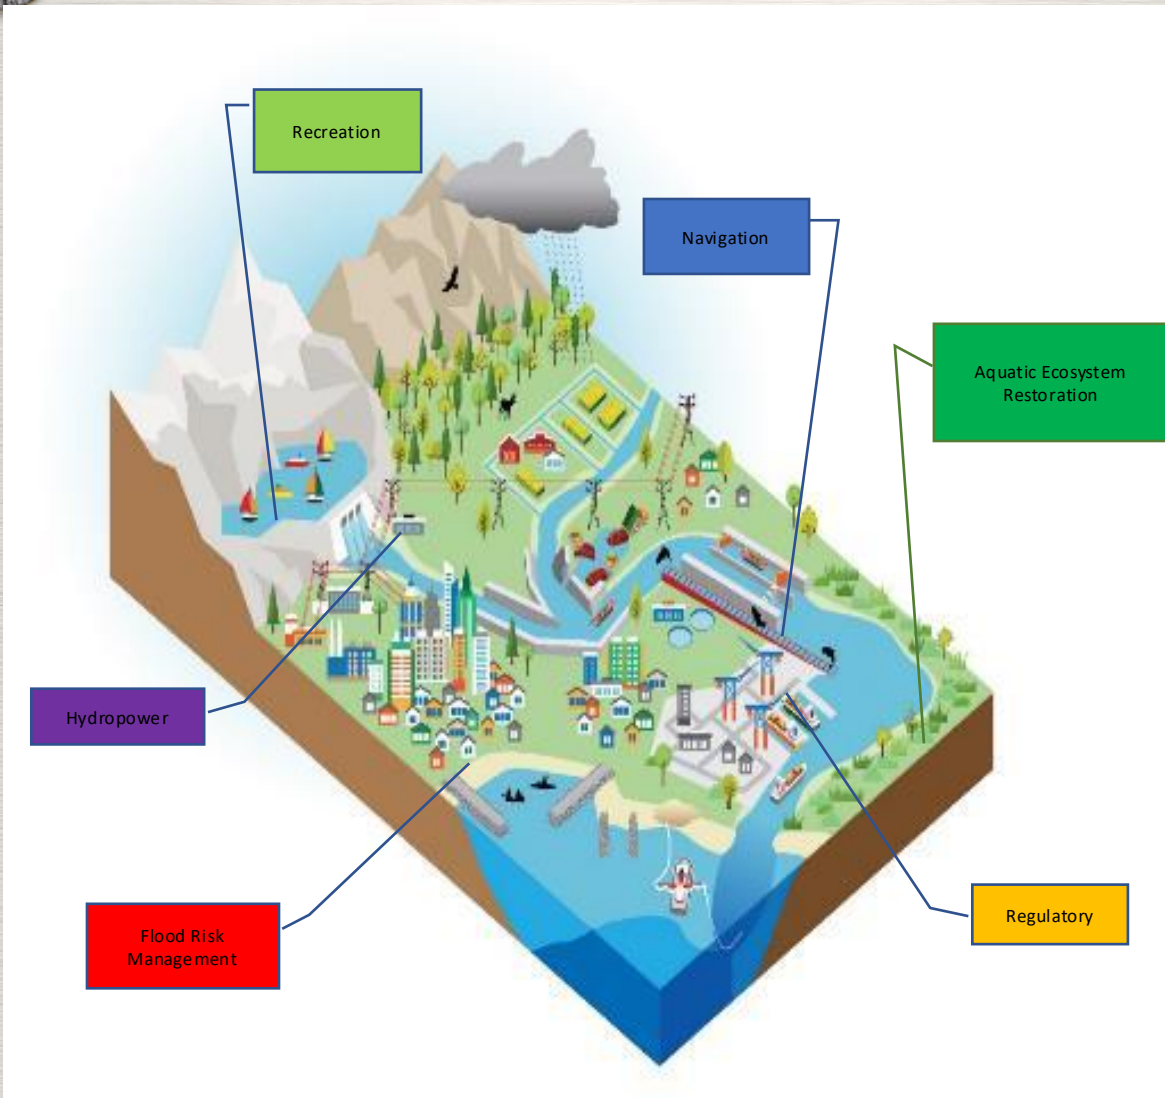 Recreation
Navigation
Aquatic Ecosystem
Restoration
Hydropower
Flood Risk
Management
Regulatory